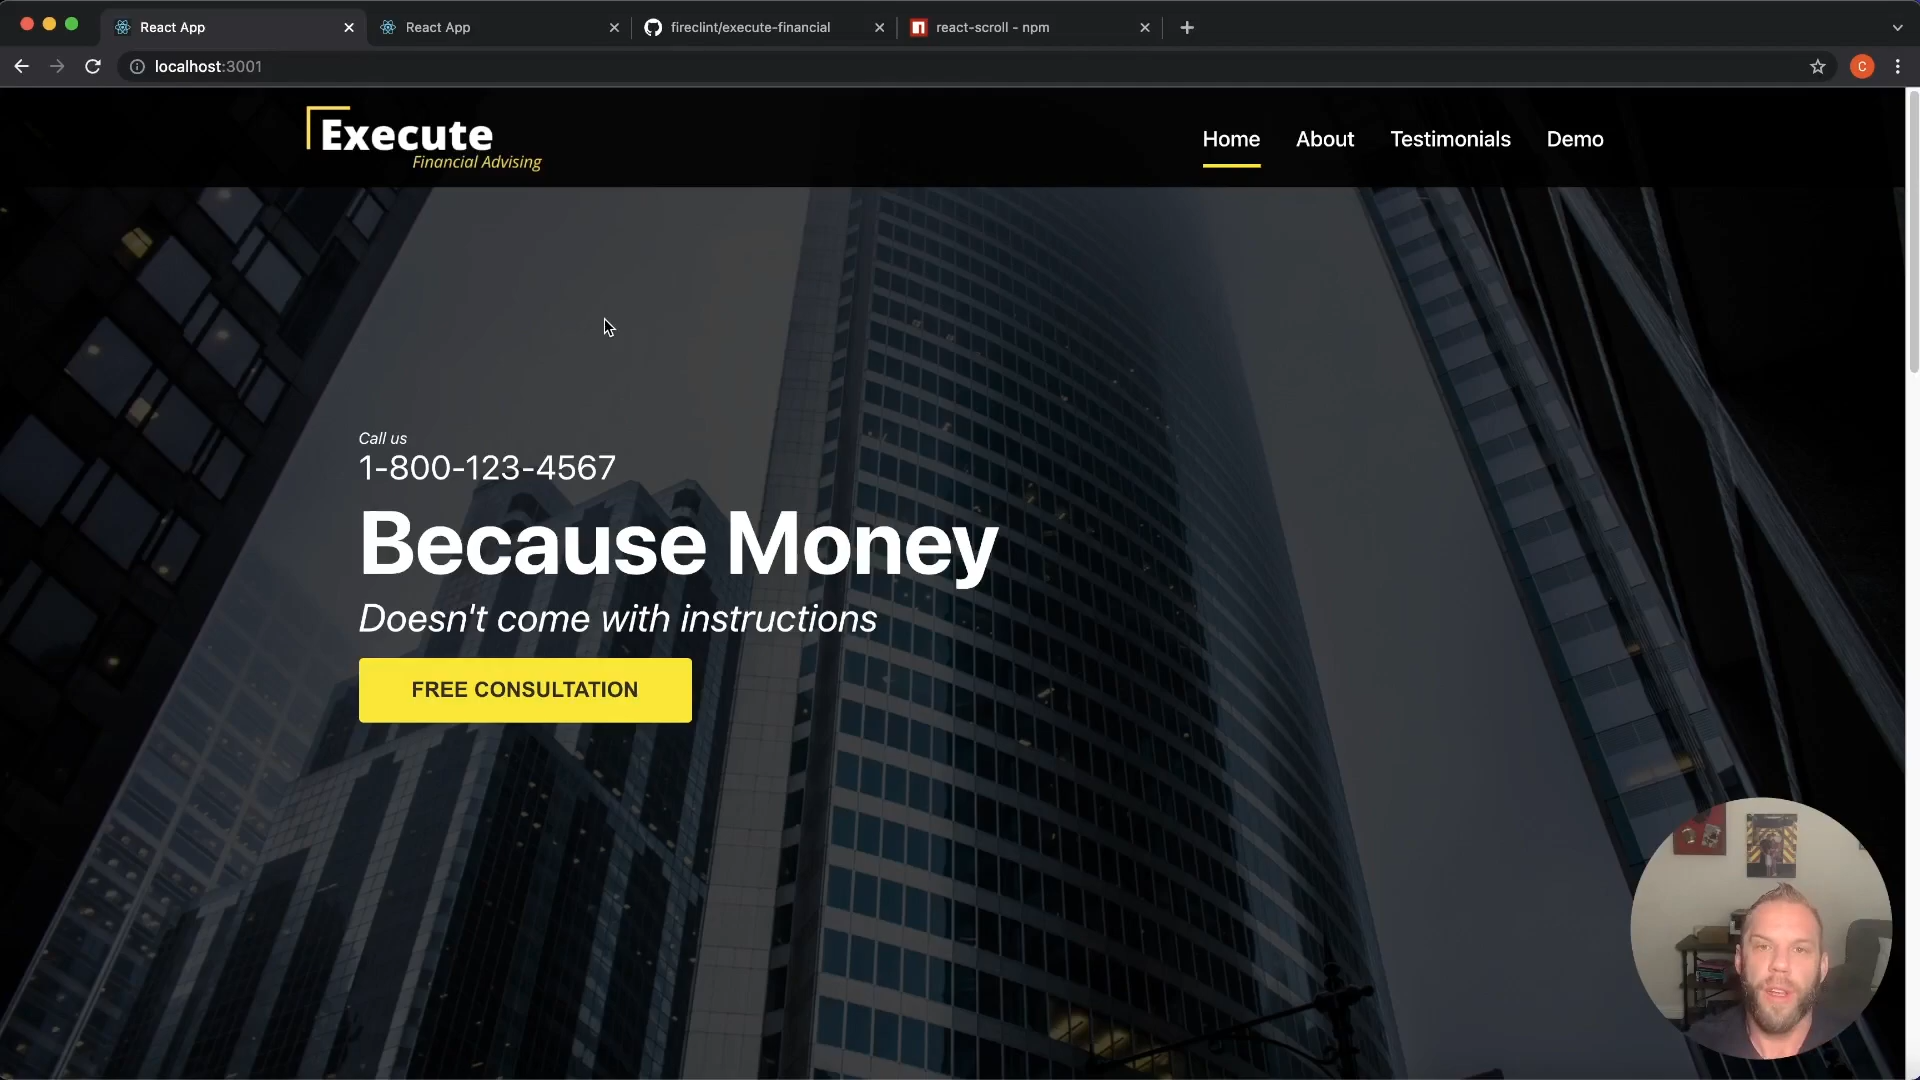 React App
React App
fireclint/execute-financial
react-scroll - npm
localhost:3001
C
Execute
Financial Advising
Home
About
Testimonials
Demo
Call us
1-800-123-4567
Because Money
Doesn't come with instructions
FREE CONSULTATION